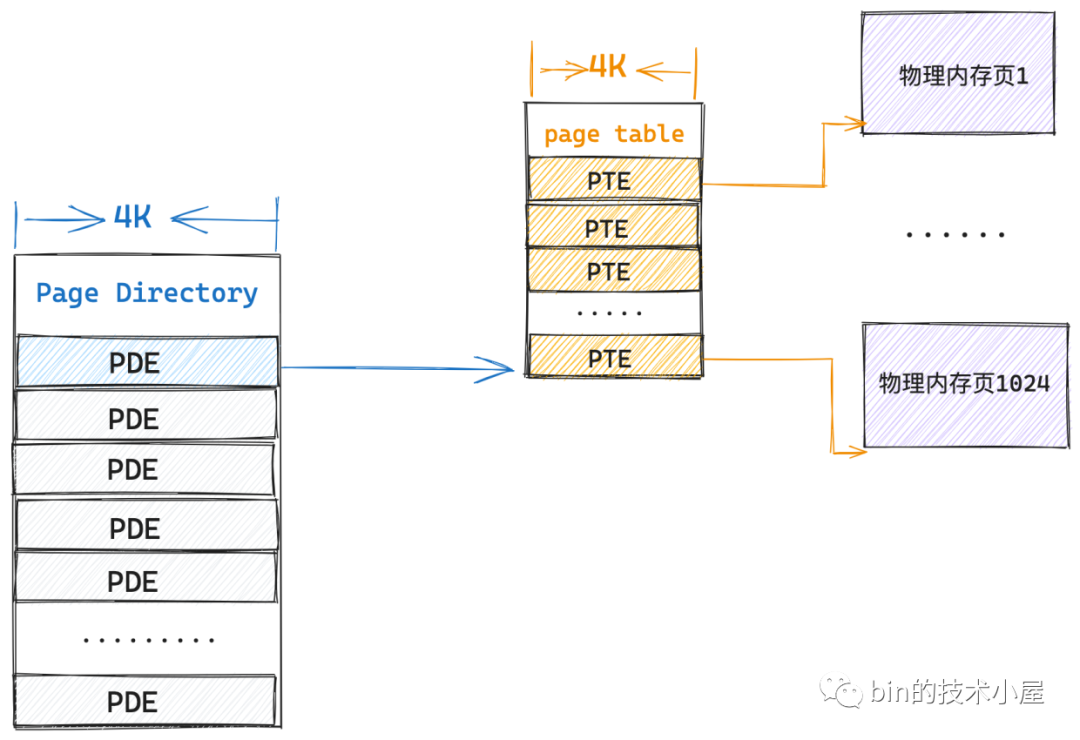 4K
Page Directory
PDE
PDE
PDE
PDE
PDE
.........
PDE
4K
page table
PTE
PTE
PTE
.....
PTE
物理内存页1
......
物理内存页1024
bin的技术小屋